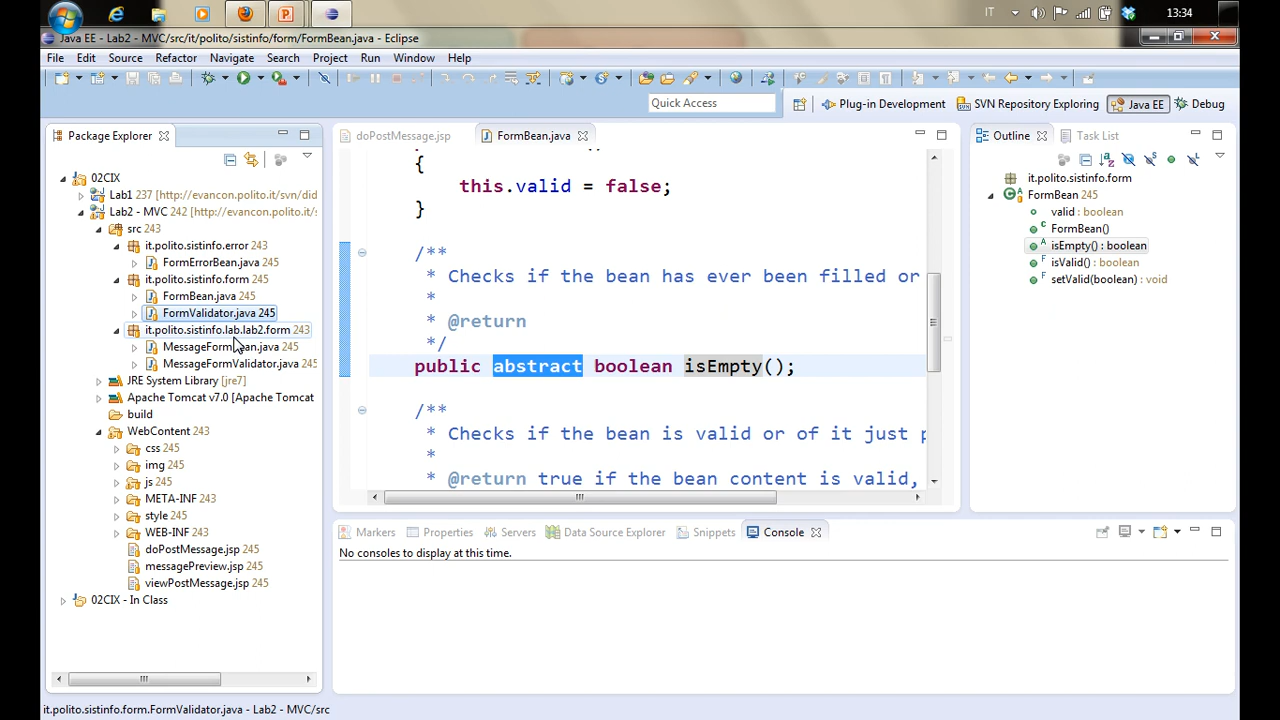 IT
13:34
Java EE - Lab2 - MVC/src/it/polito/sistinfo/form/FormBean.java - Eclipse
File Edit Source Refactor Navigate Search Project Run Window Help
Quick Access
Plug-in Development
SVN Repository Exploring
Java EE
Debug
Package Explorer
02CIX
Lab1 237 [http://evancon.polito.it/svn/did
Lab2 - MVC 242 [http://evancon.polito.it/s
src 243
it.polito.sistinfo.error 243
FormErrorBean.java 245
it.polito.sistinfo.form 245
FormBean.java 245
FormValidator.java 245
it.polito.sistinfo.lab.lab2.form 243
MessageFormBean.java 245
MessageFormValidator.java 245
JRE System Library [jre7]
Apache Tomcat v7.0 [Apache Tomcat
build
WebContent 243
css 245
img 245
js 245
META-INF 243
style 245
WEB-INF 243
doPostMessage.jsp 245
messagePreview.jsp 245
viewPostMessage.jsp 245
02CIX - In Class
doPostMessage.jsp
FormBean.java
{
this.valid = false;
}
/**
* Checks if the bean has ever been filled or
*
* @return
*/
public abstract boolean isEmpty();
/**
* Checks if the bean is valid or of it just p
*
* @return true if the bean content is valid,
Outline
Task List
it.polito.sistinfo.form
FormBean 245
valid : boolean
FormBean()
isEmpty() : boolean
isValid() : boolean
setValid(boolean) : void
Markers
Properties
Servers
Data Source Explorer
Snippets
Console
No consoles to display at this time.
it.polito.sistinfo.form.FormValidator.java - Lab2 - MVC/src